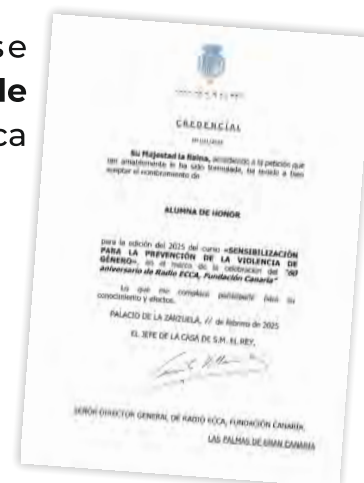 se
le
ca
CREDENCIAL
Su Majestad la Reina, accediendo a la petición que
tan amablemente le ha sido formulada, ha tenido a bien
aceptar el nombramiento de
ALUMNA DE HONOR
para la edición del 2025 del curso «SENSIBILIZACIÓN
PARA LA PREVENCIÓN DE LA VIOLENCIA DE
GÉNERO», en el marco de la celebración del "60
aniversario de Radio ECCA, Fundación Canaria"
Lo que me complace participarle para su
conocimiento y efectos.
PALACIO DE LA ZARZUELA, // de febrero de 2025
EL JEFE DE LA CASA DE S.M. EL REY,
SEÑOR DIRECTOR GENERAL DE RADIO ECCA, FUNDACIÓN CANARIA.
LAS PALMAS DE GRAN CANARIA